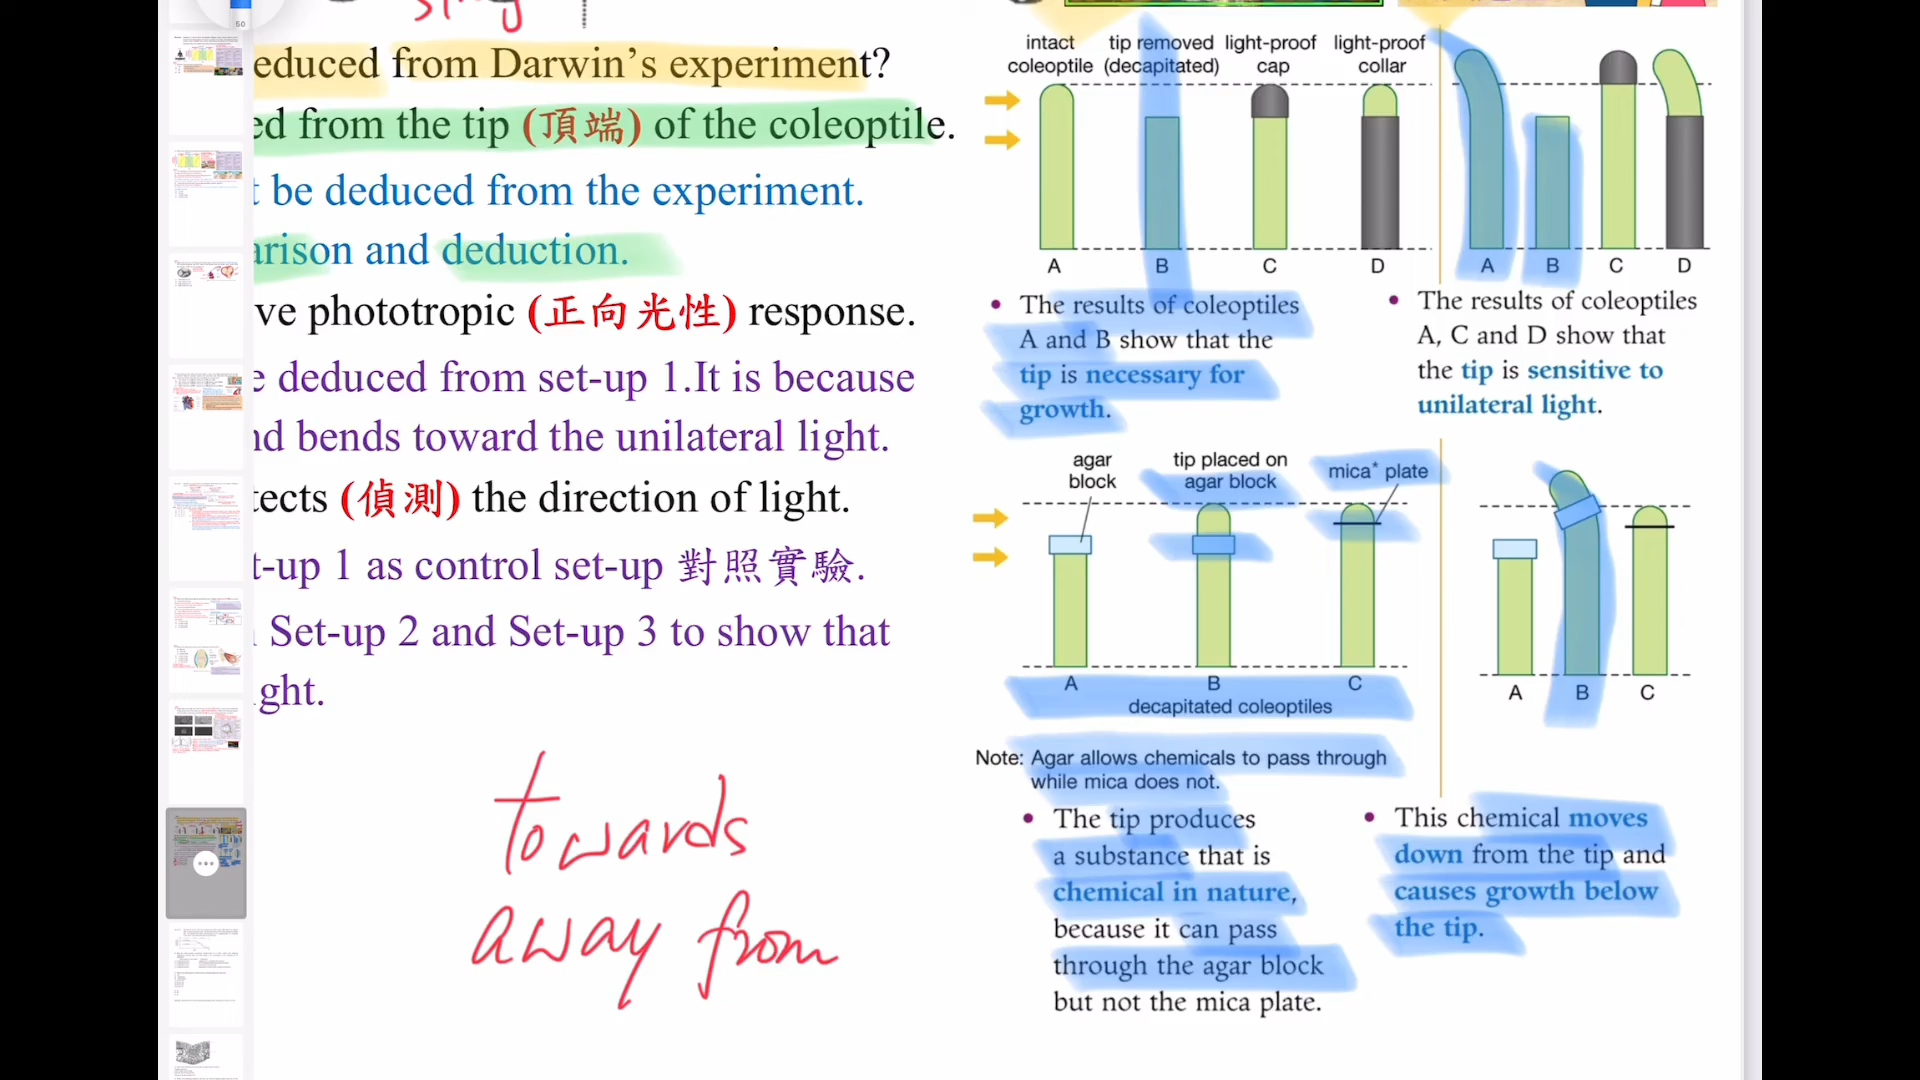 50
string
educed from Darwin's experiment?
ed from the tip (頂端) of the coleoptile.
t be deduced from the experiment.
arison and deduction.
ve phototropic (正向光性) response.
e deduced from set-up 1.It is because
nd bends toward the unilateral light.
tects (偵測) the direction of light.
t-up 1 as control set-up 對照實驗.
Set-up 2 and Set-up 3 to show that
ght.
towards
away from
intact coleoptile
tip removed (decapitated)
light-proof cap
light-proof collar
A B C D
A B C D
• The results of coleoptiles
A and B show that the
tip is necessary for
growth.
• The results of coleoptiles
A, C and D show that
the tip is sensitive to
unilateral light.
agar block
tip placed on agar block
mica* plate
A B C
decapitated coleoptiles
A B C
Note: Agar allows chemicals to pass through
while mica does not.
• The tip produces
a substance that is
chemical in nature,
because it can pass
through the agar block
but not the mica plate.
• This chemical moves
down from the tip and
causes growth below
the tip.